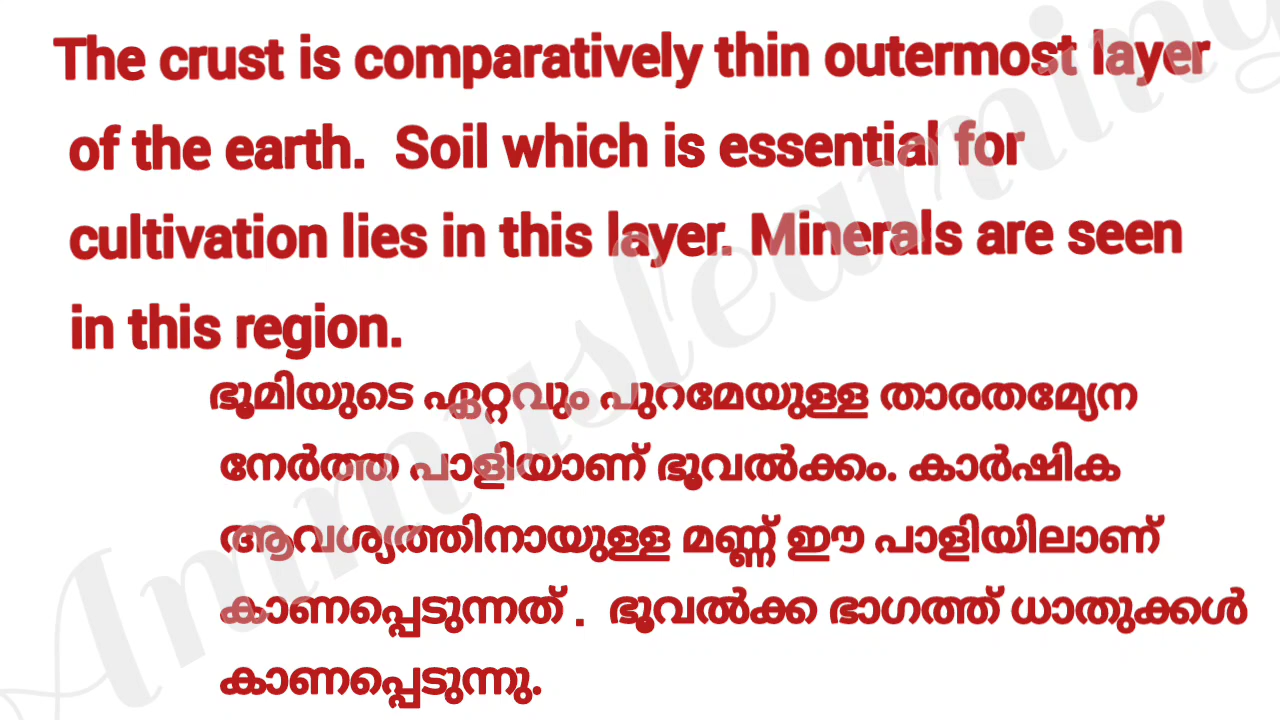 The crust is comparatively thin outermost layer
of the earth. Soil which is essential for
cultivation lies in this layer. Minerals are seen
in this region.
ഭൂമിയുടെ ഏറ്റവും പുറമേയുള്ള താരതമ്യേന
നേർത്ത പാളിയാണ് ഭൂവൽക്കം. കാർഷിക
ആവശ്യത്തിനായുള്ള മണ്ണ് ഈ പാളിയിലാണ്
കാണപ്പെടുന്നത് . ഭൂവൽക്ക ഭാഗത്ത് ധാതുക്കൾ
കാണപ്പെടുന്നു.
Ammuslearning